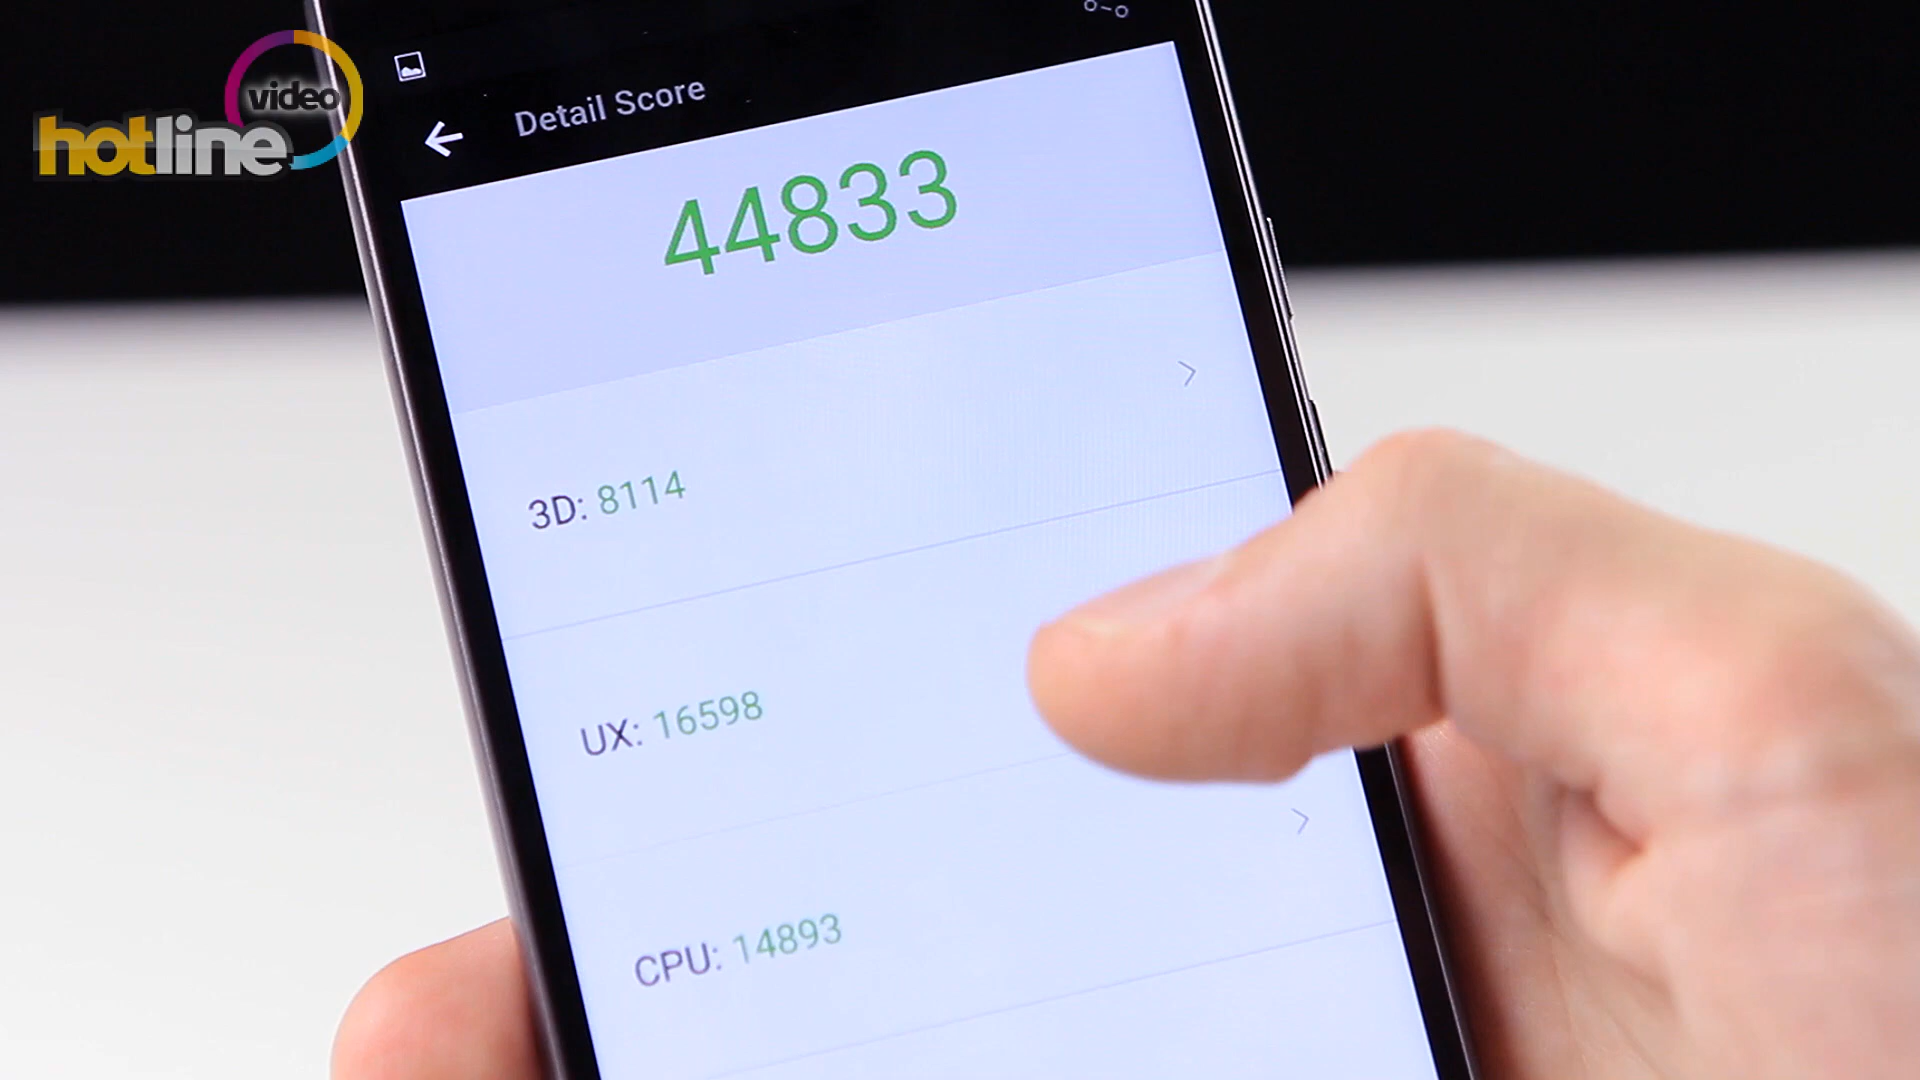 video
hotline
Detail Score
44833
3D: 8114
UX: 16598
CPU: 14893